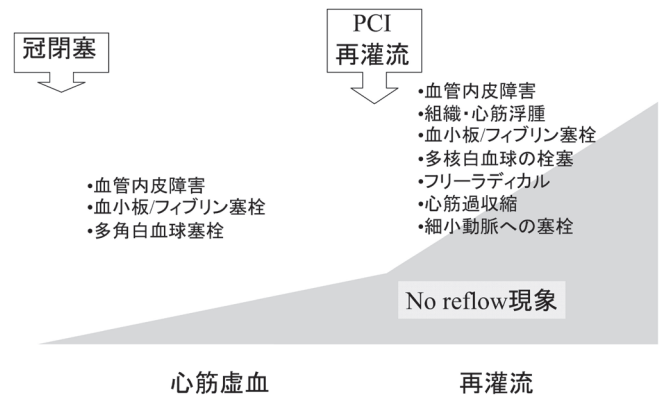 冠閉塞
PCI
再灌流
•血管内皮障害
•組織・心筋浮腫
•血小板/フィブリン塞栓
•多核白血球の栓塞
•フリーラディカル
•心筋過収縮
•細小動脈への塞栓
•血管内皮障害
•血小板/フィブリン塞栓
•多角白血球塞栓
No reflow現象
心筋虚血
再灌流